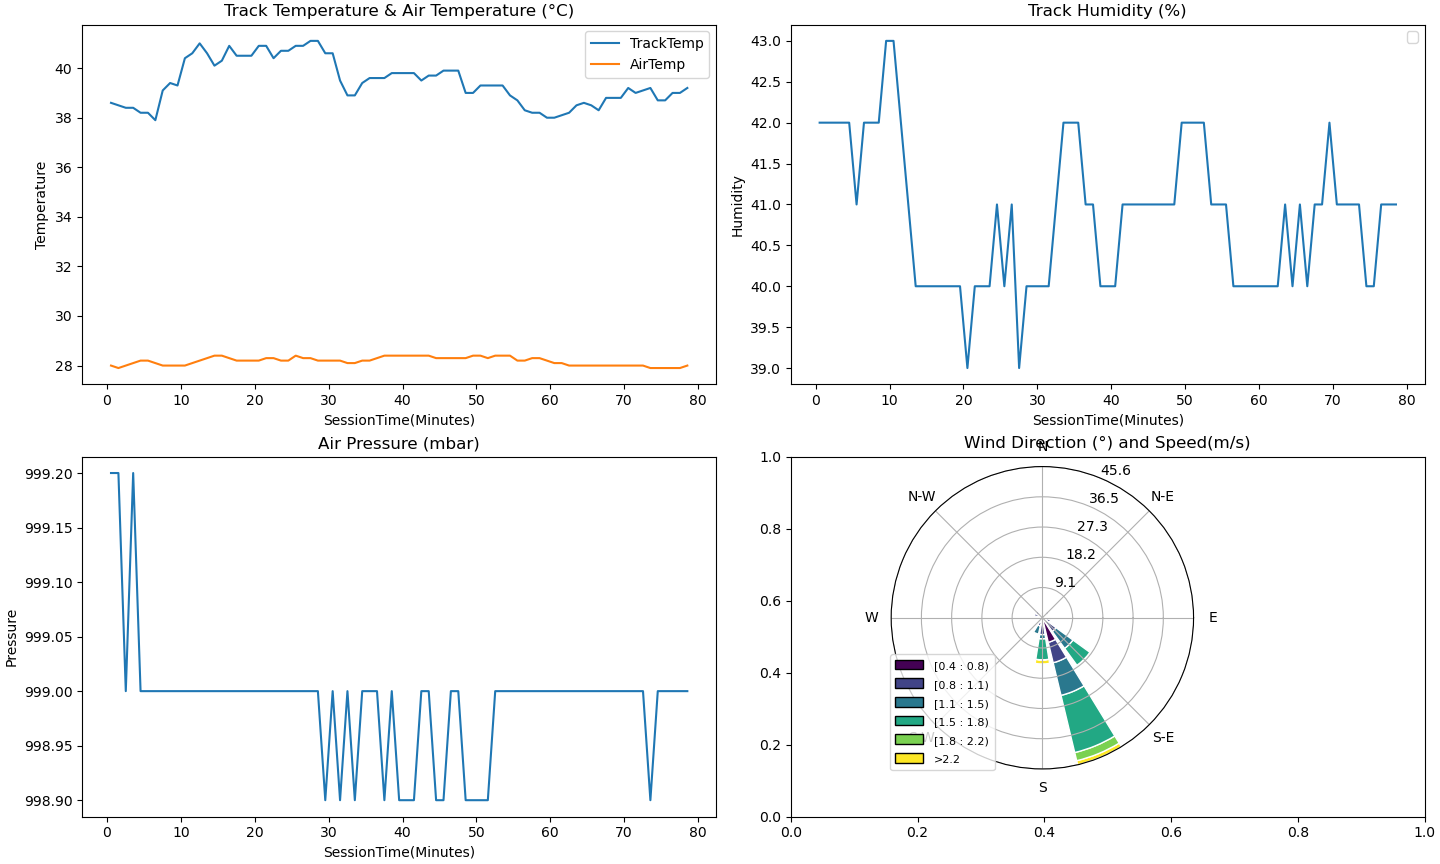 Track Temperature & Air Temperature (°C)
TrackTemp
AirTemp
Temperature
40
38
36
34
32
30
28
0 10 20 30 40 50 60 70 80
SessionTime(Minutes)
Track Humidity (%)
Humidity
43.0
42.5
42.0
41.5
41.0
40.5
40.0
39.5
39.0
0 10 20 30 40 50 60 70 80
SessionTime(Minutes)
Air Pressure (mbar)
Pressure
999.20
999.15
999.10
999.05
999.00
998.95
998.90
0 10 20 30 40 50 60 70 80
SessionTime(Minutes)
Wind Direction (°) and Speed(m/s)
1.0
0.8
0.6
0.4
0.2
0.0
0.0 0.2 0.4 0.6 0.8 1.0
N
N-W
N-E
W
E
S-E
S
45.6
36.5
27.3
18.2
9.1
[0.4 : 0.8)
[0.8 : 1.1)
[1.1 : 1.5)
[1.5 : 1.8)
[1.8 : 2.2)
>2.2